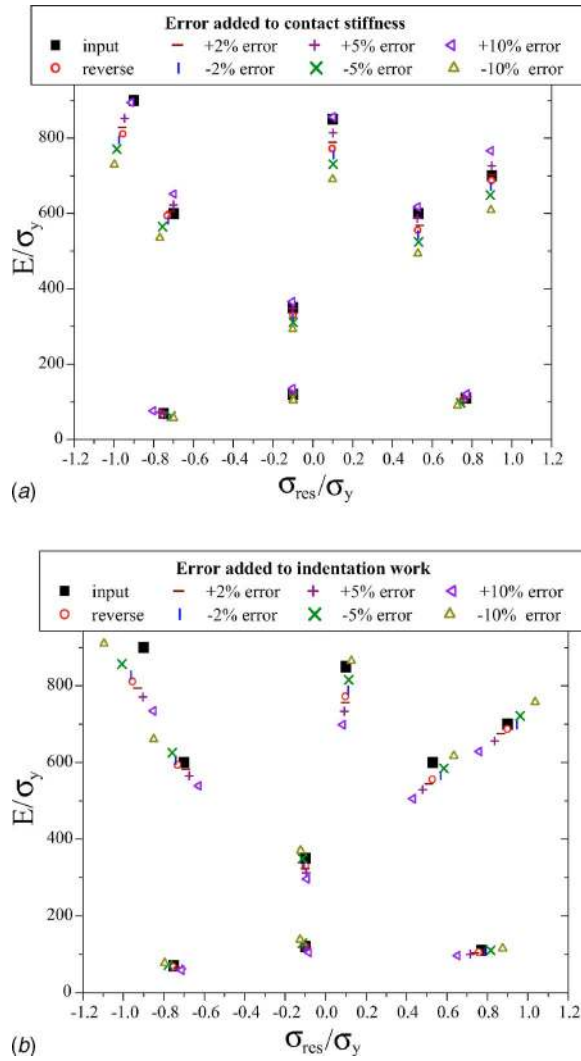 Error added to contact stiffness
input +2% error +5% error +10% error
reverse -2% error -5% error -10% error
800
600
400
200
0
E/σy
-1.2 -1.0 -0.8 -0.6 -0.4 -0.2 0.0 0.2 0.4 0.6 0.8 1.0 1.2
σres/σy
(a)
Error added to indentation work
input +2% error +5% error +10% error
reverse -2% error -5% error -10% error
800
600
400
200
0
E/σy
-1.2 -1.0 -0.8 -0.6 -0.4 -0.2 0.0 0.2 0.4 0.6 0.8 1.0 1.2
σres/σy
(b)